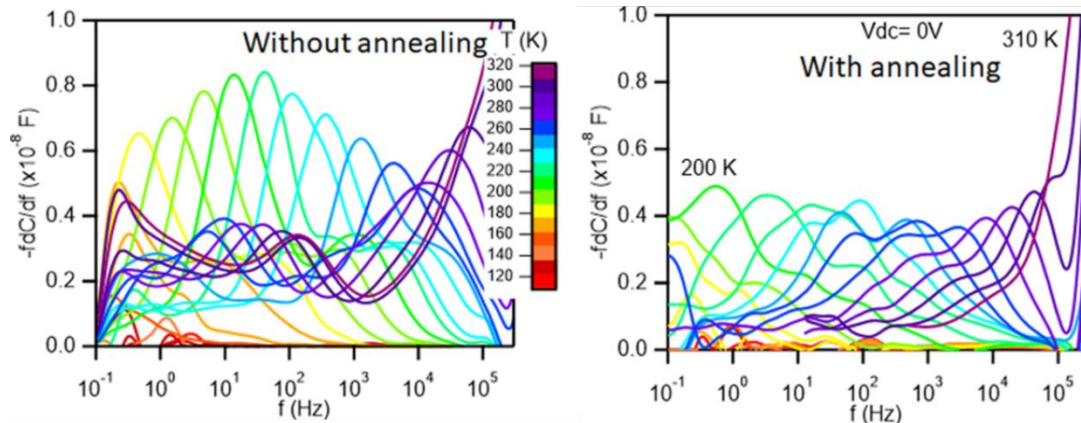 Without annealing
T (K)
320
300
280
260
240
220
200
180
160
140
120
1.0
0.8
0.6
0.4
0.2
0.0
-fdC/df (x10⁻⁸ F)
10⁻¹ 10⁰ 10¹ 10² 10³ 10⁴ 10⁵
f (Hz)
Vdc= 0V
310 K
With annealing
200 K
1.0
0.8
0.6
0.4
0.2
0.0
-fdC/df (x10⁻⁸ F)
10⁻¹ 10⁰ 10¹ 10² 10³ 10⁴ 10⁵
f (Hz)